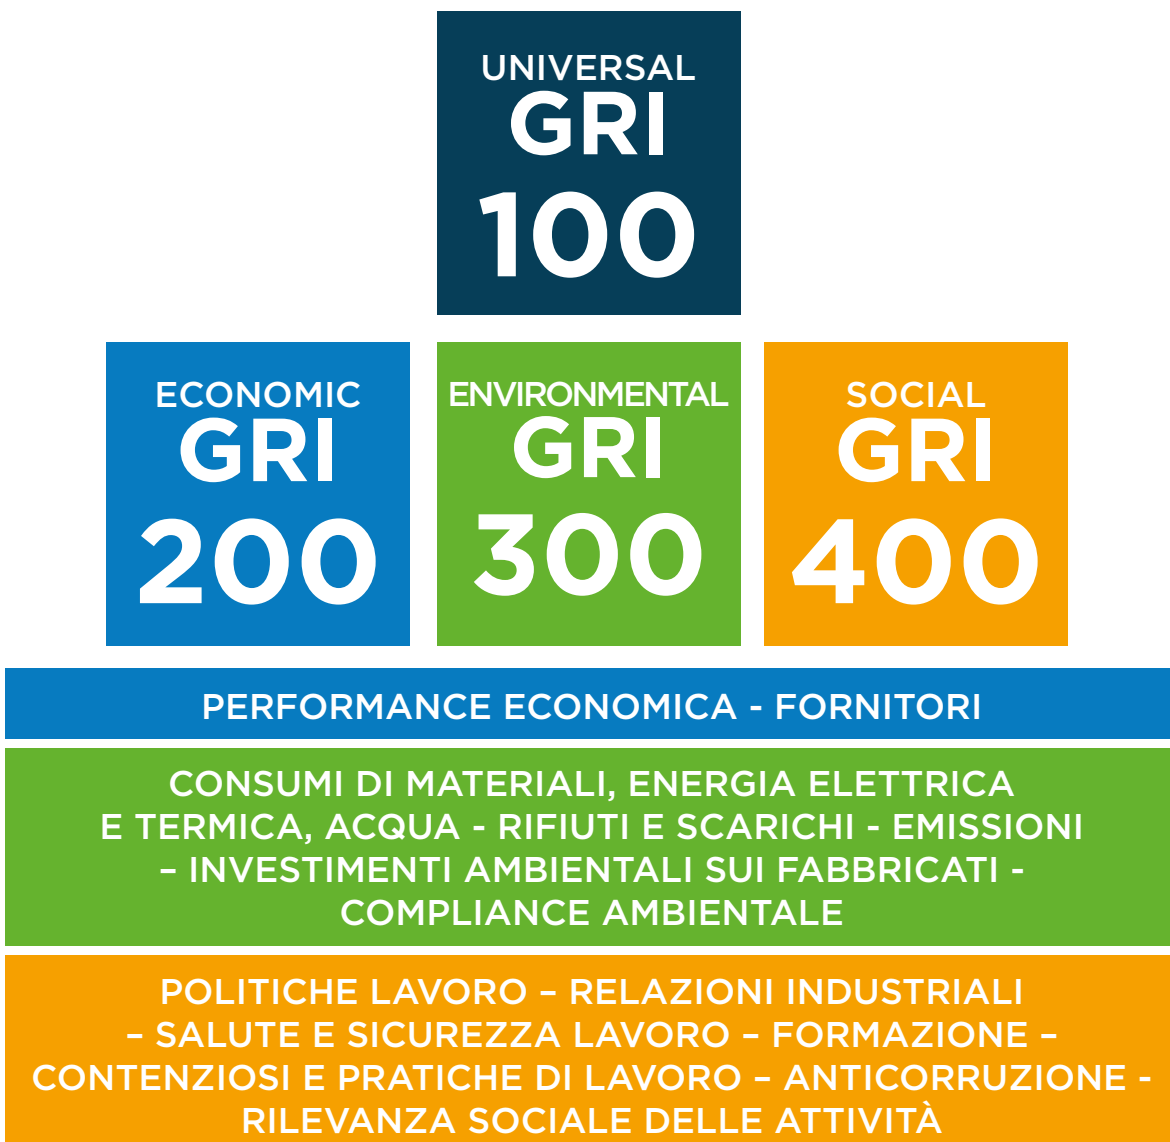 UNIVERSAL
GRI
100
ECONOMIC
GRI
200
ENVIRONMENTAL
GRI
300
SOCIAL
GRI
400
PERFORMANCE ECONOMICA - FORNITORI
CONSUMI DI MATERIALI, ENERGIA ELETTRICA
E TERMICA, ACQUA - RIFIUTI E SCARICHI - EMISSIONI
– INVESTIMENTI AMBIENTALI SUI FABBRICATI -
COMPLIANCE AMBIENTALE
POLITICHE LAVORO – RELAZIONI INDUSTRIALI
– SALUTE E SICUREZZA LAVORO – FORMAZIONE –
CONTENZIOSI E PRATICHE DI LAVORO – ANTICORRUZIONE -
RILEVANZA SOCIALE DELLE ATTIVITÀ